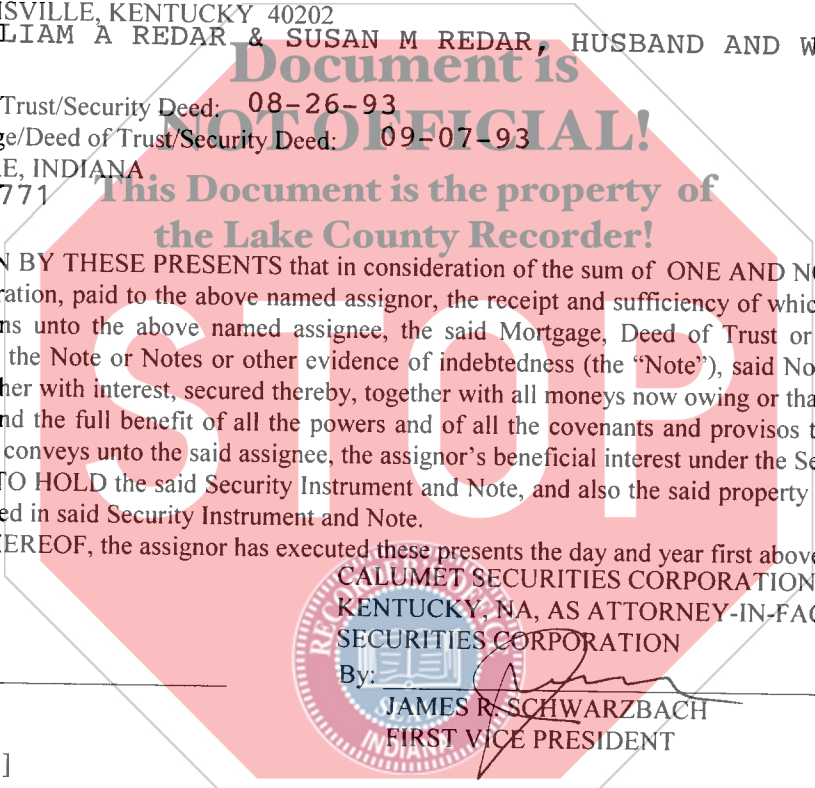 ISVILLE, KENTUCKY 40202
LIAM A REDAR & SUSAN M REDAR, HUSBAND AND W
Document is
Trust/Security Deed: 08-26-93
NOT OFFICIAL!
ge/Deed of Trust/Security Deed: 09-07-93
E, INDIANA
771
This Document is the property of
the Lake County Recorder!
N BY THESE PRESENTS that in consideration of the sum of ONE AND NO
ration, paid to the above named assignor, the receipt and sufficiency of whic
ns unto the above named assignee, the said Mortgage, Deed of Trust or
the Note or Notes or other evidence of indebtedness (the “Note”), said No
her with interest, secured thereby, together with all moneys now owing or tha
nd the full benefit of all the powers and of all the covenants and provisos t
conveys unto the said assignee, the assignor's beneficial interest under the Se
TO HOLD the said Security Instrument and Note, and also the said property
ed in said Security Instrument and Note.
EREOF, the assignor has executed these presents the day and year first above
STOP
CALUMET SECURITIES CORPORATION
KENTUCKY, NA, AS ATTORNEY-IN-FAC
SECURITIES CORPORATION
By:
JAMES R. SCHWARZBACH
FIRST VICE PRESIDENT
SEAL
INDIANA
]